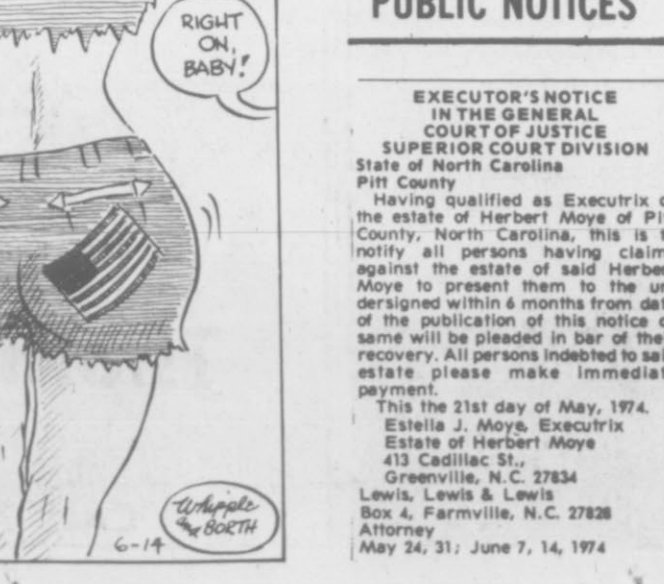 RIGHT
ON,
BABY!
Whipple
and BORTH
6-14
PUBLIC NOTICES
EXECUTOR'S NOTICE
IN THE GENERAL
COURT OF JUSTICE
SUPERIOR COURT DIVISION
State of North Carolina
Pitt County
Having qualified as Executrix
the estate of Herbert Moye of
County, North Carolina, this is
notify all persons having
against the estate of said
Moye to present them to the un
dersigned within 6 months from
of the publication of this notice
same will be pleaded in bar of
recovery. All persons indebted to
estate please make
payment.
This the 21st day of May, 1974.
Estella J. Moye, Executrix
Estate of Herbert Moye
413 Cadillac St.,
Greenville, N.C. 27834
Lewis, Lewis & Lewis
Box 4, Farmville, N.C. 27828
Attorney
May 24, 31; June 7, 14, 1974